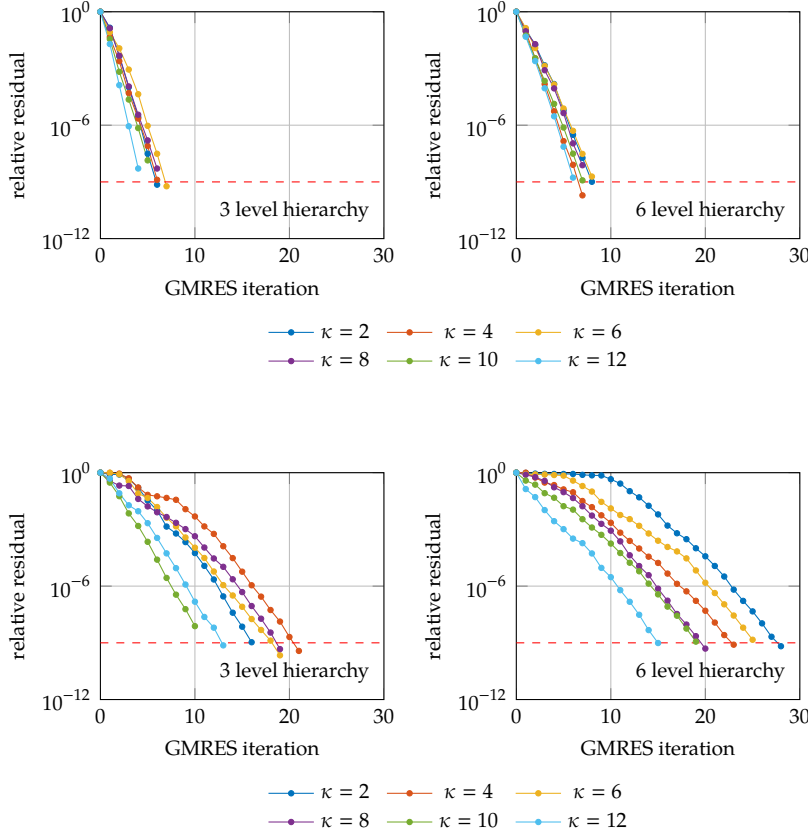 10^0
10^−6
10^−12
relative residual
0 10 20 30
GMRES iteration
3 level hierarchy
10^0
10^−6
10^−12
relative residual
0 10 20 30
GMRES iteration
6 level hierarchy
κ = 2 κ = 4 κ = 6
κ = 8 κ = 10 κ = 12
10^0
10^−6
10^−12
relative residual
0 10 20 30
GMRES iteration
3 level hierarchy
10^0
10^−6
10^−12
relative residual
0 10 20 30
GMRES iteration
6 level hierarchy
κ = 2 κ = 4 κ = 6
κ = 8 κ = 10 κ = 12